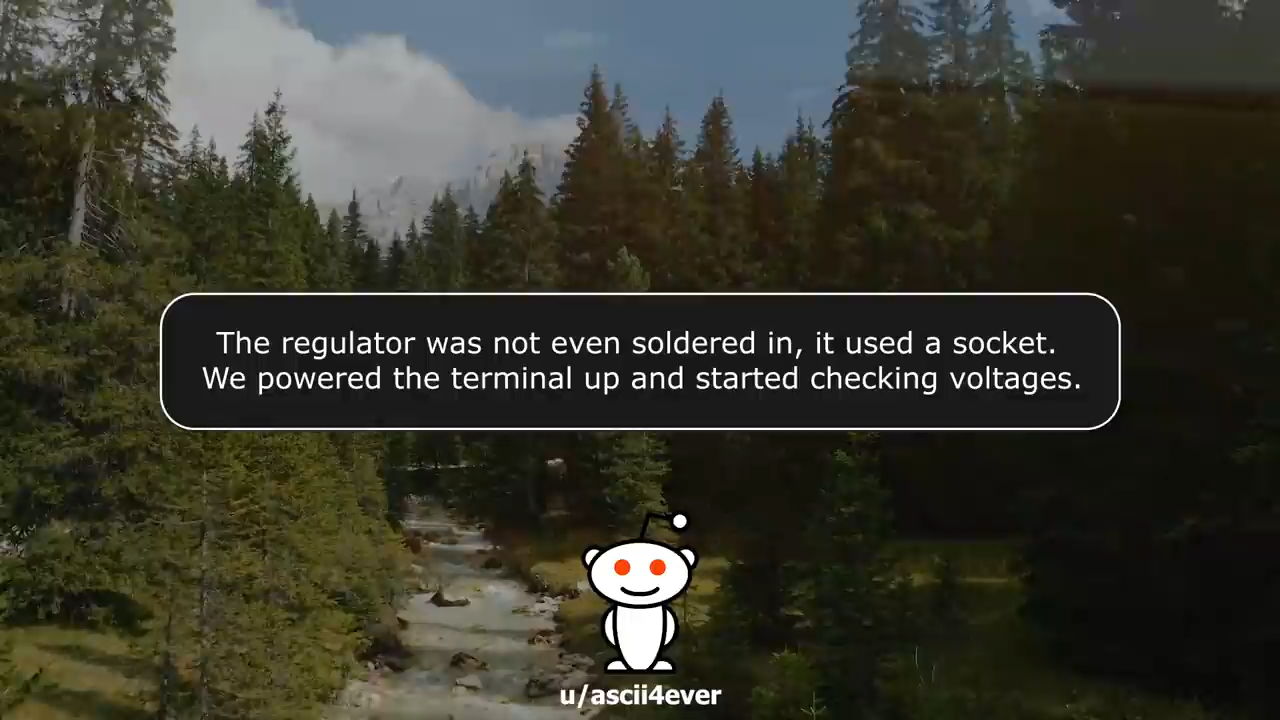 The regulator was not even soldered in, it used a socket.
We powered the terminal up and started checking voltages.
u/ascii4ever